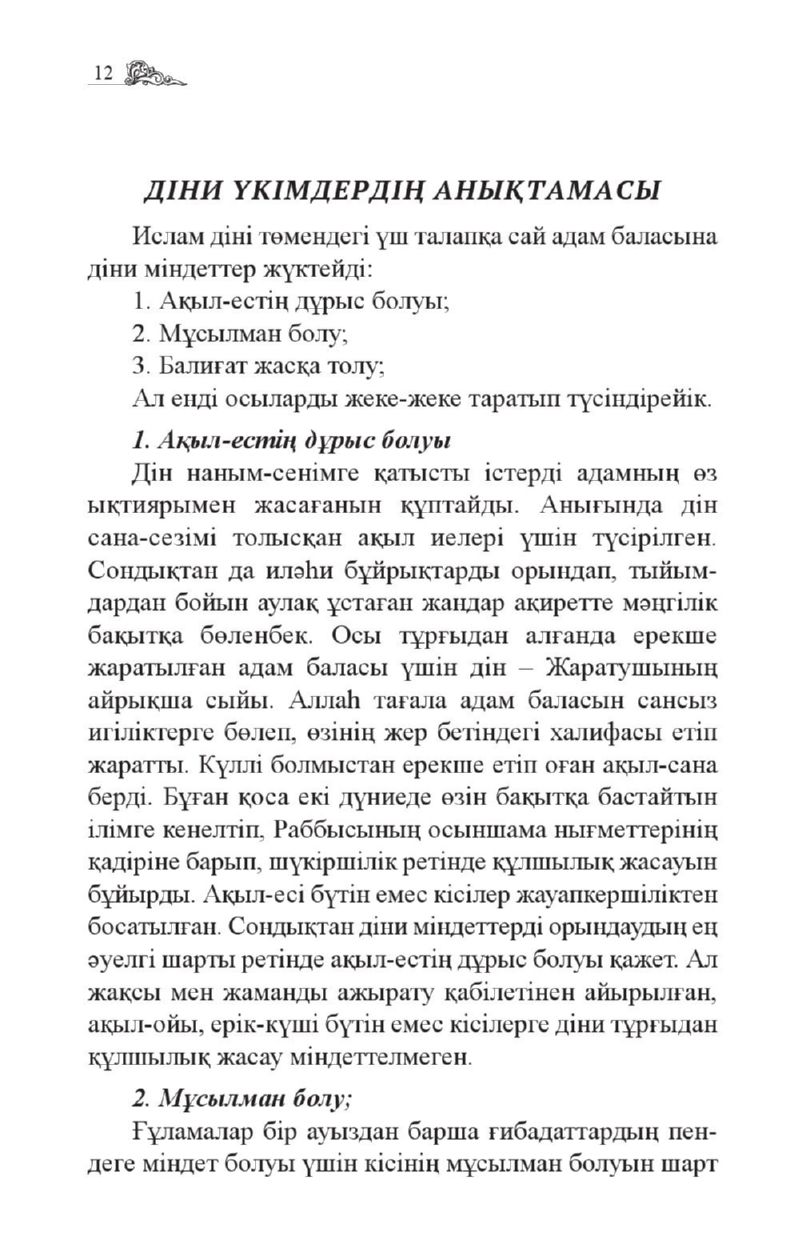 12
ДІНИ ҮКІМДЕРДІҢ АНЫҚТАМАСЫ
Ислам діні төмендегі үш талапқа сай адам баласына
діни міндеттер жүктейді:
1. Ақыл-естің дұрыс болуы;
2. Мұсылман болу;
3. Балиғат жасқа толу;
Ал енді осыларды жеке-жеке таратып түсіндірейік.
1. Ақыл-естің дұрыс болуы
Дін наным-сенімге қатысты істерді адамның өз
ықтиярымен жасағанын құптайды. Анығында дін
сана-сезімі толысқан ақыл иелері үшін түсірілген.
Сондықтан да иләһи бұйрықтарды орындап, тыйым-
дардан бойын аулақ ұстаған жандар ақиретте мәңгілік
бақытқа бөленбек. Осы тұрғыдан алғанда ерекше
жаратылған адам баласы үшін дін – Жаратушының
айрықша сыйы. Аллаһ тағала адам баласын сансыз
игіліктерге бөлеп, өзінің жер бетіндегі халифасы етіп
жаратты. Күллі болмыстан ерекше етіп оған ақыл-сана
берді. Бұған қоса екі дүниеде өзін бақытқа бастайтын
ілімге кенелтіп, Раббысының осыншама нығметтерінің
қадіріне барып, шүкіршілік ретінде құлшылық жасауын
бұйырды. Ақыл-есі бүтін емес кісілер жауапкершіліктен
босатылған. Сондықтан діни міндеттерді орындаудың ең
әуелгі шарты ретінде ақыл-естің дұрыс болуы қажет. Ал
жақсы мен жаманды ажырату қабілетінен айырылған,
ақыл-ойы, ерік-күші бүтін емес кісілерге діни тұрғыдан
құлшылық жасау міндеттелмеген.
2. Мұсылман болу;
Ғұламалар бір ауыздан барша ғибадаттардың пен-
деге міндет болуы үшін кісінің мұсылман болуын шарт